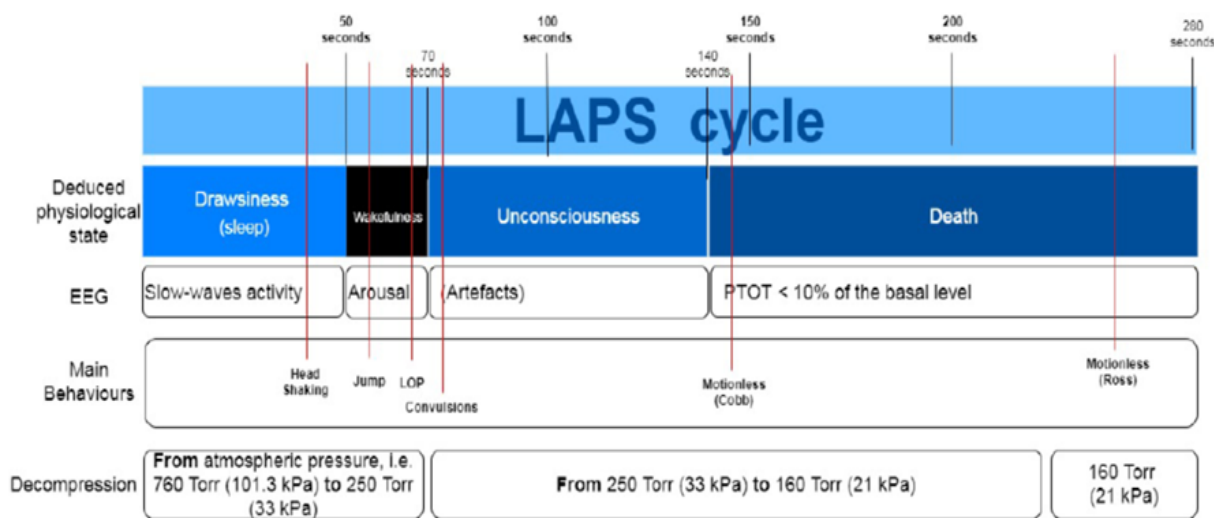 50
seconds
100
seconds
150
seconds
200
seconds
280
seconds
70
seconds
140
seconds
LAPS cycle
Deduced
physiological
state
Drawsiness
(sleep)
Wakefulness
Unconsciousness
Death
EEG
Slow-waves activity
Arousal
(Artefacts)
PTOT < 10% of the basal level
Main
Behaviours
Head
Shaking
Jump
LOP
Convulsions
Motionless
(Cobb)
Motionless
(Ross)
Decompression
From atmospheric pressure, i.e.
760 Torr (101.3 kPa) to 250 Torr
(33 kPa)
From 250 Torr (33 kPa) to 160 Torr (21 kPa)
160 Torr
(21 kPa)